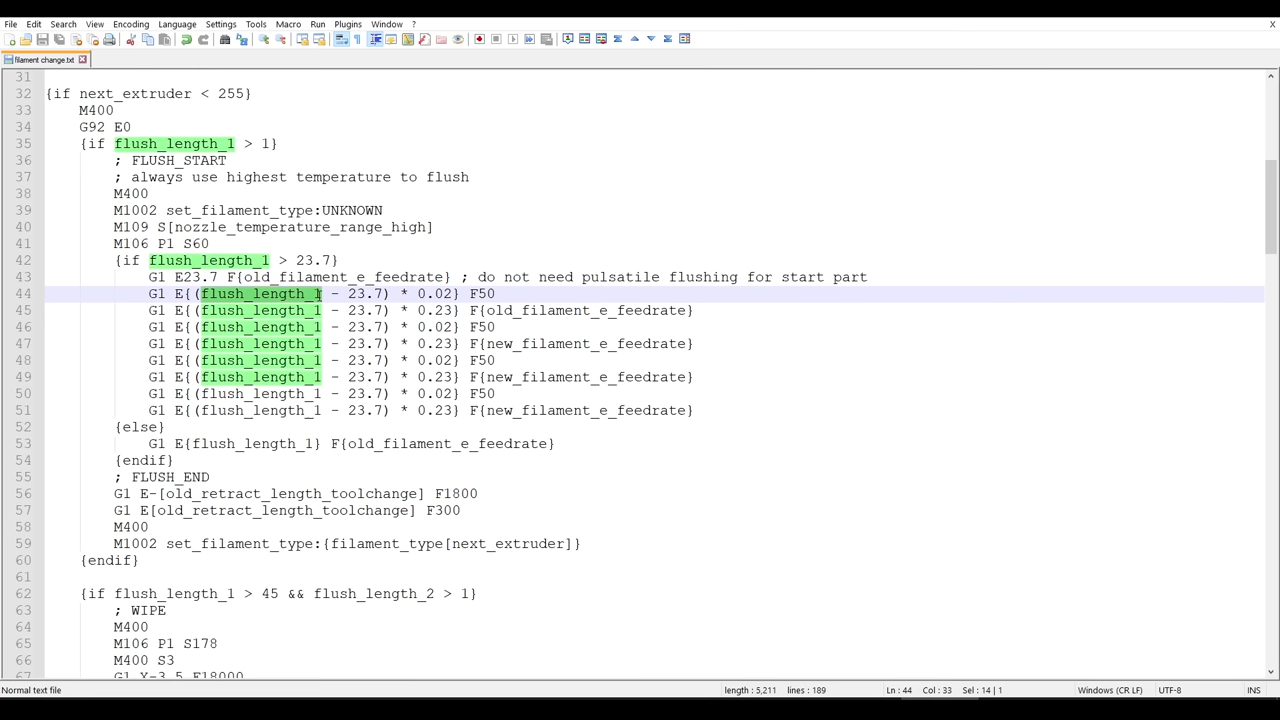 File Edit Search View Encoding Language Settings Tools Macro Run Plugins Window ? X
filament change.txt
31
32 {if next_extruder < 255}
33 M400
34 G92 E0
35 {if flush_length_1 > 1}
36 ; FLUSH_START
37 ; always use highest temperature to flush
38 M400
39 M1002 set_filament_type:UNKNOWN
40 M109 S[nozzle_temperature_range_high]
41 M106 P1 S60
42 {if flush_length_1 > 23.7}
43 G1 E23.7 F{old_filament_e_feedrate} ; do not need pulsatile flushing for start part
44 G1 E{(flush_length_1 - 23.7) * 0.02} F50
45 G1 E{(flush_length_1 - 23.7) * 0.23} F{old_filament_e_feedrate}
46 G1 E{(flush_length_1 - 23.7) * 0.02} F50
47 G1 E{(flush_length_1 - 23.7) * 0.23} F{new_filament_e_feedrate}
48 G1 E{(flush_length_1 - 23.7) * 0.02} F50
49 G1 E{(flush_length_1 - 23.7) * 0.23} F{new_filament_e_feedrate}
50 G1 E{(flush_length_1 - 23.7) * 0.02} F50
51 G1 E{(flush_length_1 - 23.7) * 0.23} F{new_filament_e_feedrate}
52 {else}
53 G1 E{flush_length_1} F{old_filament_e_feedrate}
54 {endif}
55 ; FLUSH_END
56 G1 E-[old_retract_length_toolchange] F1800
57 G1 E[old_retract_length_toolchange] F300
58 M400
59 M1002 set_filament_type:{filament_type[next_extruder]}
60 {endif}
61
62 {if flush_length_1 > 45 && flush_length_2 > 1}
63 ; WIPE
64 M400
65 M106 P1 S178
66 M400 S3
67 G1 X-3.5 F18000
Normal text file length : 5,211 lines : 189 Ln : 44 Col : 33 Sel : 14 | 1 Windows (CR LF) UTF-8 INS